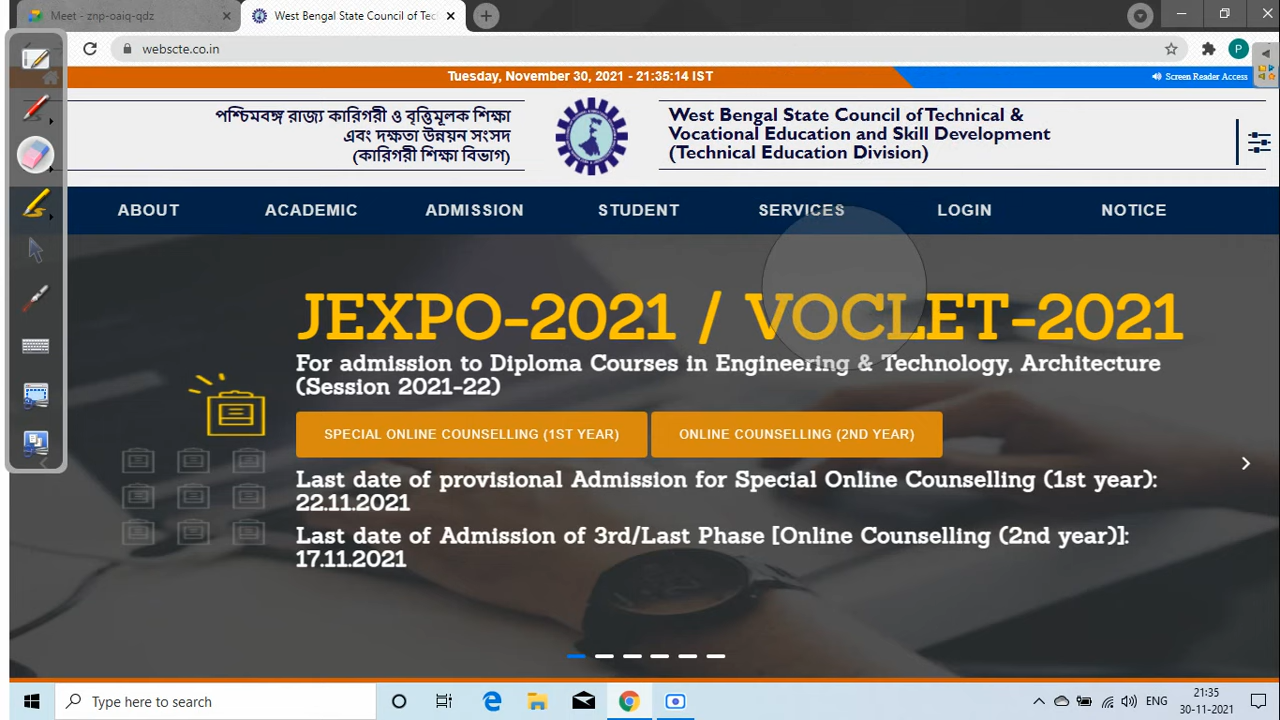 Meet - znp-oaiq-qdz
West Bengal State Council of Tec
webscte.co.in
P
Tuesday, November 30, 2021 - 21:35:14 IST
Screen Reader Access
পশ্চিমবঙ্গ রাজ্য কারিগরী ও বৃত্তিমূলক শিক্ষা
এবং দক্ষতা উন্নয়ন সংসদ
(কারিগরী শিক্ষা বিভাগ)
West Bengal State Council of Technical &
Vocational Education and Skill Development
(Technical Education Division)
ABOUT ACADEMIC ADMISSION STUDENT SERVICES LOGIN NOTICE
JEXPO-2021 / VOCLET-2021
For admission to Diploma Courses in Engineering & Technology, Architecture
(Session 2021-22)
SPECIAL ONLINE COUNSELLING (1ST YEAR) ONLINE COUNSELLING (2ND YEAR)
Last date of provisional Admission for Special Online Counselling (1st year):
22.11.2021
Last date of Admission of 3rd/Last Phase [Online Counselling (2nd year)]:
17.11.2021
Type here to search
ENG
21:35
30-11-2021